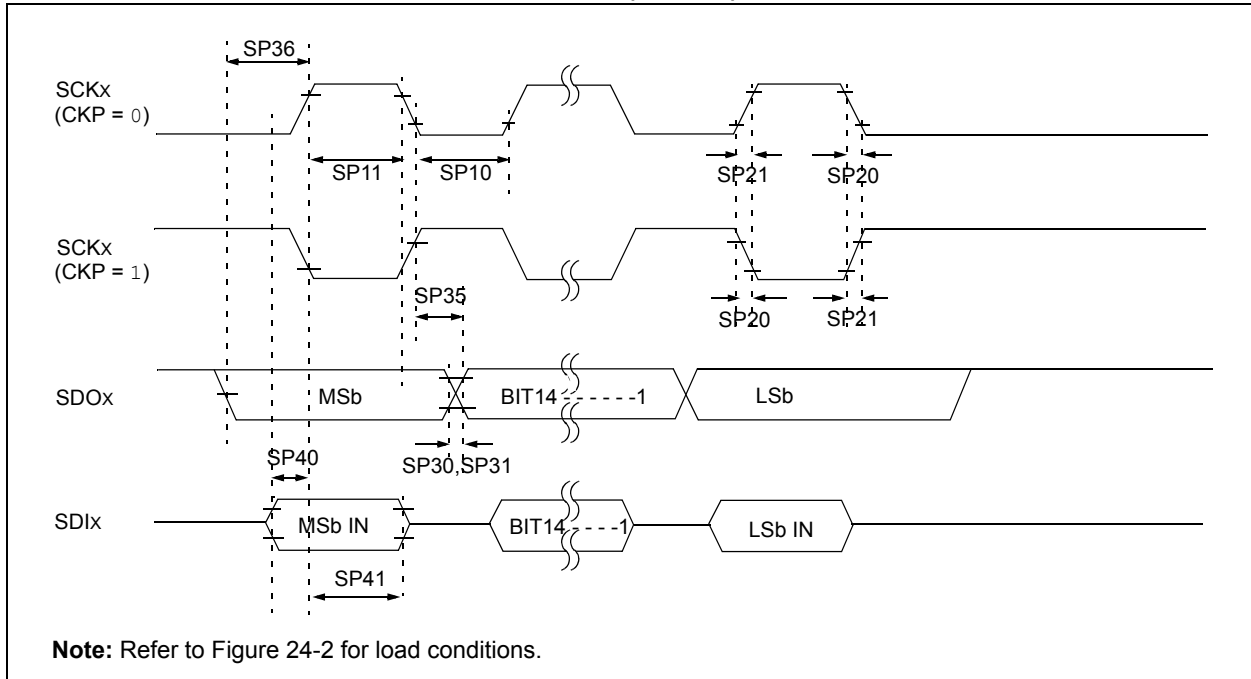 SP36
SCKx
(CKP = 0)
SP11
SP10
SP21
SP20
SCKx
(CKP = 1)
SP35
SP20
SP21
SDOx
MSb
BIT14 - - - - - -1
LSb
SP40
SP30,SP31
SDIx
MSb IN
BIT14 - - - - -1
LSb IN
SP41
Note: Refer to Figure 24-2 for load conditions.